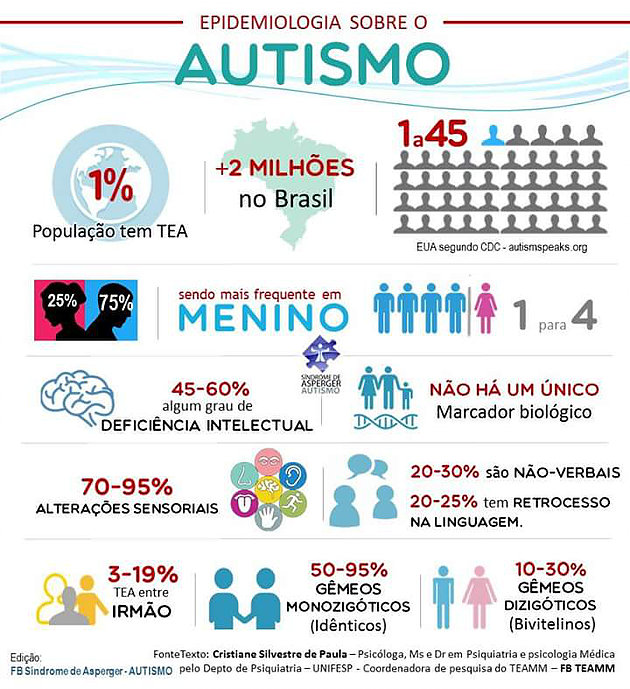 EPIDEMIOLOGIA SOBRE O
AUTISMO
1%
População tem TEA
+2 MILHÕES
no Brasil
1a45
EUA segundo CDC - autismspeaks.org
25%
75%
sendo mais frequente em
MENINO
1 para 4
SÍNDROME DE
ASPERGER
AUTISMO
45-60%
algum grau de
DEFICIÊNCIA INTELECTUAL
NÃO HÁ UM ÚNICO
Marcador biológico
70-95%
ALTERAÇÕES SENSORIAIS
20-30% são NÃO-VERBAIS
20-25% tem RETROCESSO
NA LINGUAGEM.
3-19%
TEA entre
IRMÃO
50-95%
GÊMEOS
MONOZIGÓTICOS
(Idênticos)
10-30%
GÊMEOS
DIZIGÓTICOS
(Bivitelinos)
Edição:
FB Sindrome de Asperger - AUTISMO
FonteTexto: Cristiane Silvestre de Paula – Psicóloga, Ms e Dr em Psiquiatria e psicologia Médica
pelo Depto de Psiquiatria – UNIFESP - Coordenadora de pesquisa do TEAMM – FB TEAMM